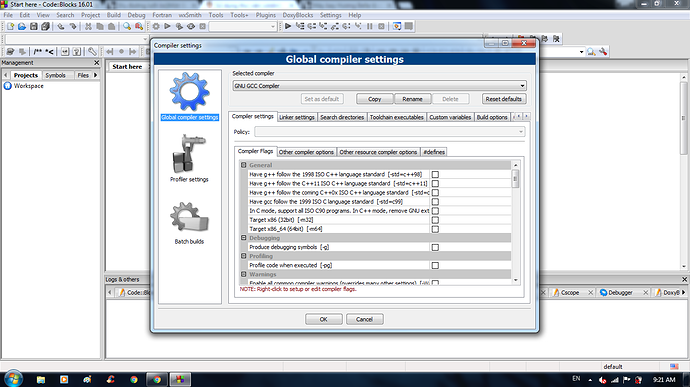 Start here - Code::Blocks 16.01
File Edit View Search Project Build Debug Fortran wxSmith Tools Tools+ Plugins DoxyBlocks Settings Help
Management
Projects Symbols Files
Workspace
Start here
Compiler settings
Global compiler settings
Global compiler settings
Profiler settings
Batch builds
Selected compiler
GNU GCC Compiler
Set as default Copy Rename Delete Reset defaults
Compiler settings Linker settings Search directories Toolchain executables Custom variables Build options
Policy:
Compiler Flags Other compiler options Other resource compiler options #defines
General
Have g++ follow the 1998 ISO C++ language standard [-std=c++98]
Have g++ follow the C++11 ISO C++ language standard [-std=c++11]
Have g++ follow the coming C++0x ISO C++ language standard [-std=c
Have gcc follow the 1999 ISO C language standard [-std=c99]
In C mode, support all ISO C90 programs. In C++ mode, remove GNU ext
Target x86 (32bit) [-m32]
Target x86_64 (64bit) [-m64]
Debugging
Produce debugging symbols [-g]
Profiling
Profile code when executed [-pg]
Warnings
Enable all common compiler warnings (overrides many other settings)
NOTE: Right-click to setup or edit compiler flags.
OK Cancel
Logs & others
Code::
Cscope Debugger DoxyB
default
EN 9:21 AM